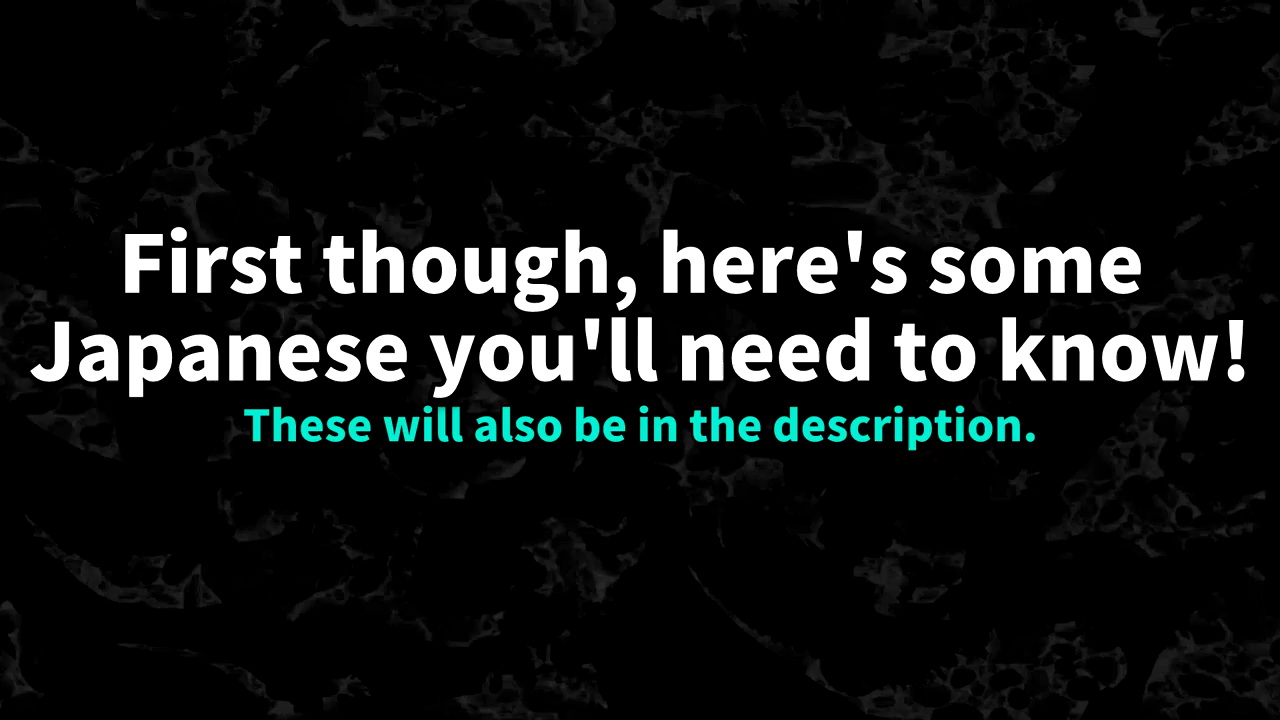 First though, here's some
Japanese you'll need to know!
These will also be in the description.